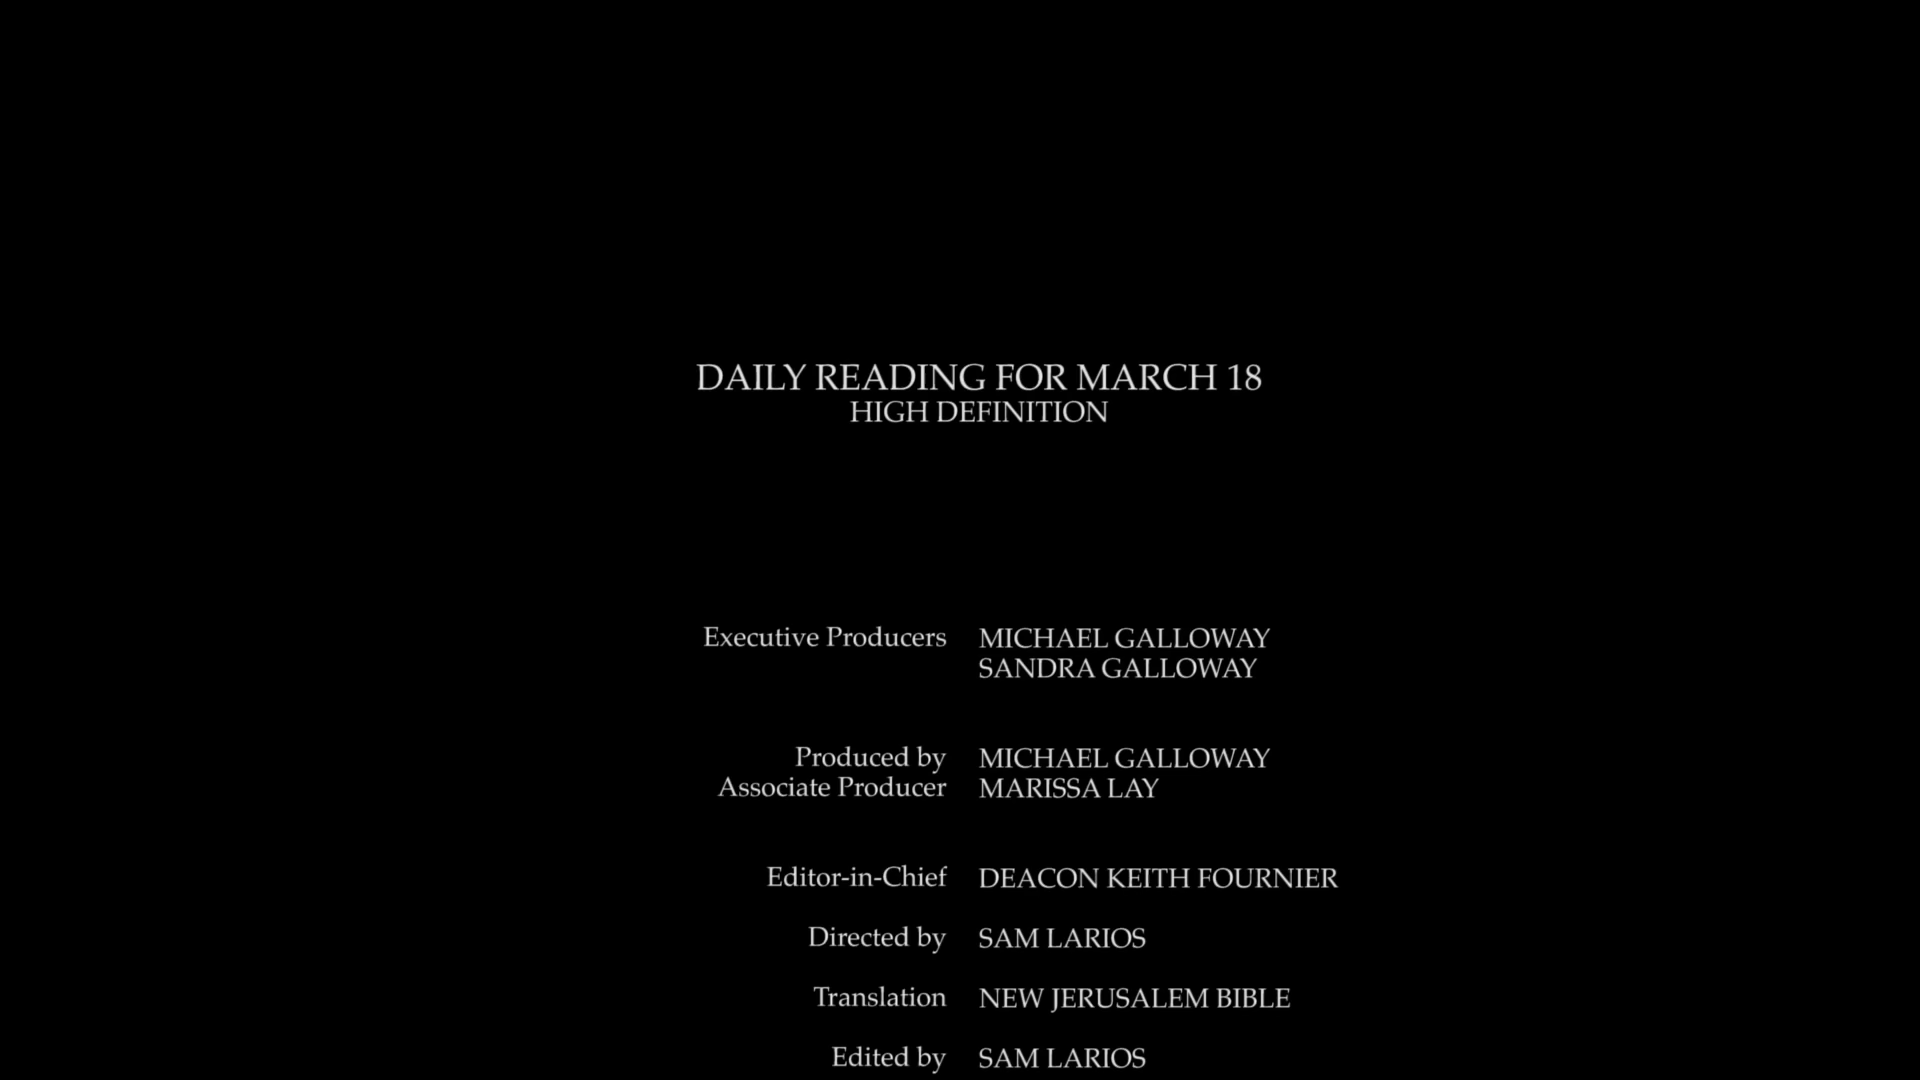 DAILY READING FOR MARCH 18
HIGH DEFINITION
Executive Producers MICHAEL GALLOWAY
SANDRA GALLOWAY
Produced by MICHAEL GALLOWAY
Associate Producer MARISSA LAY
Editor-in-Chief DEACON KEITH FOURNIER
Directed by SAM LARIOS
Translation NEW JERUSALEM BIBLE
Edited by SAM LARIOS